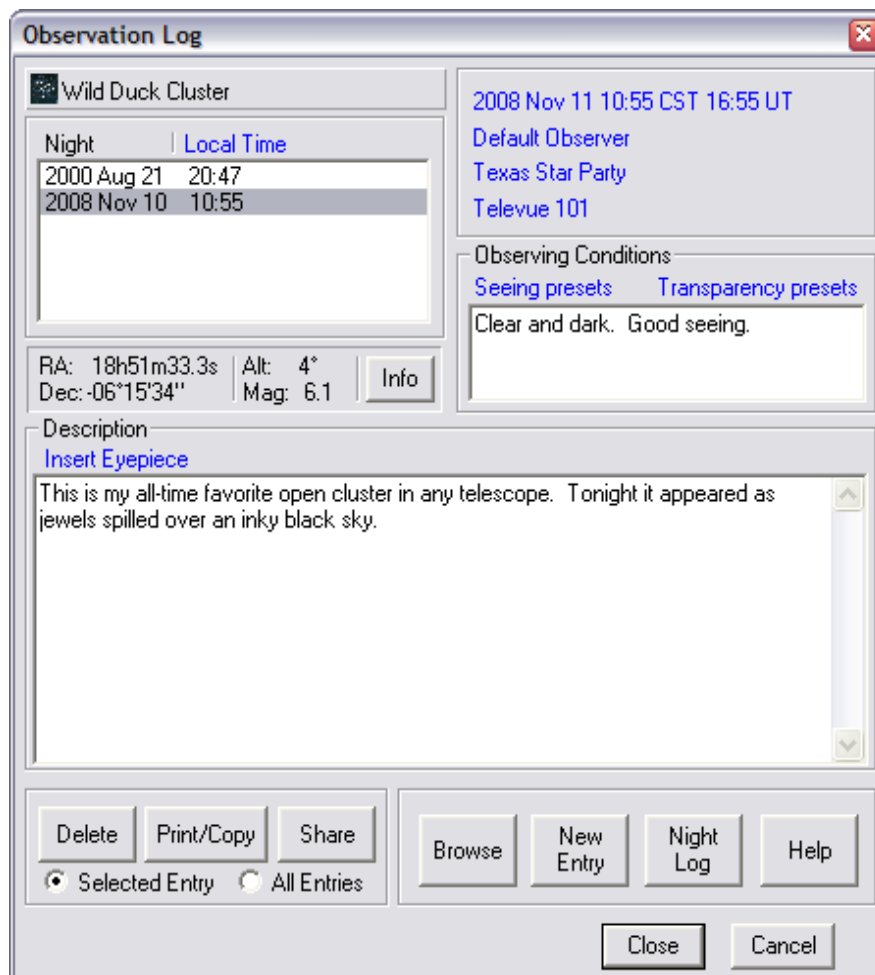 Observation Log
Wild Duck Cluster
Night Local Time
2000 Aug 21 20:47
2008 Nov 10 10:55
2008 Nov 11 10:55 CST 16:55 UT
Default Observer
Texas Star Party
Televue 101
Observing Conditions
Seeing presets Transparency presets
Clear and dark.  Good seeing.
RA: 18h51m33.3s Alt: 4°
Dec:-06°15'34" Mag: 6.1
Info
Description
Insert Eyepiece
This is my all-time favorite open cluster in any telescope.  Tonight it appeared as
jewels spilled over an inky black sky.
Delete Print/Copy Share
Selected Entry All Entries
Browse
New
Entry
Night
Log
Help
Close Cancel